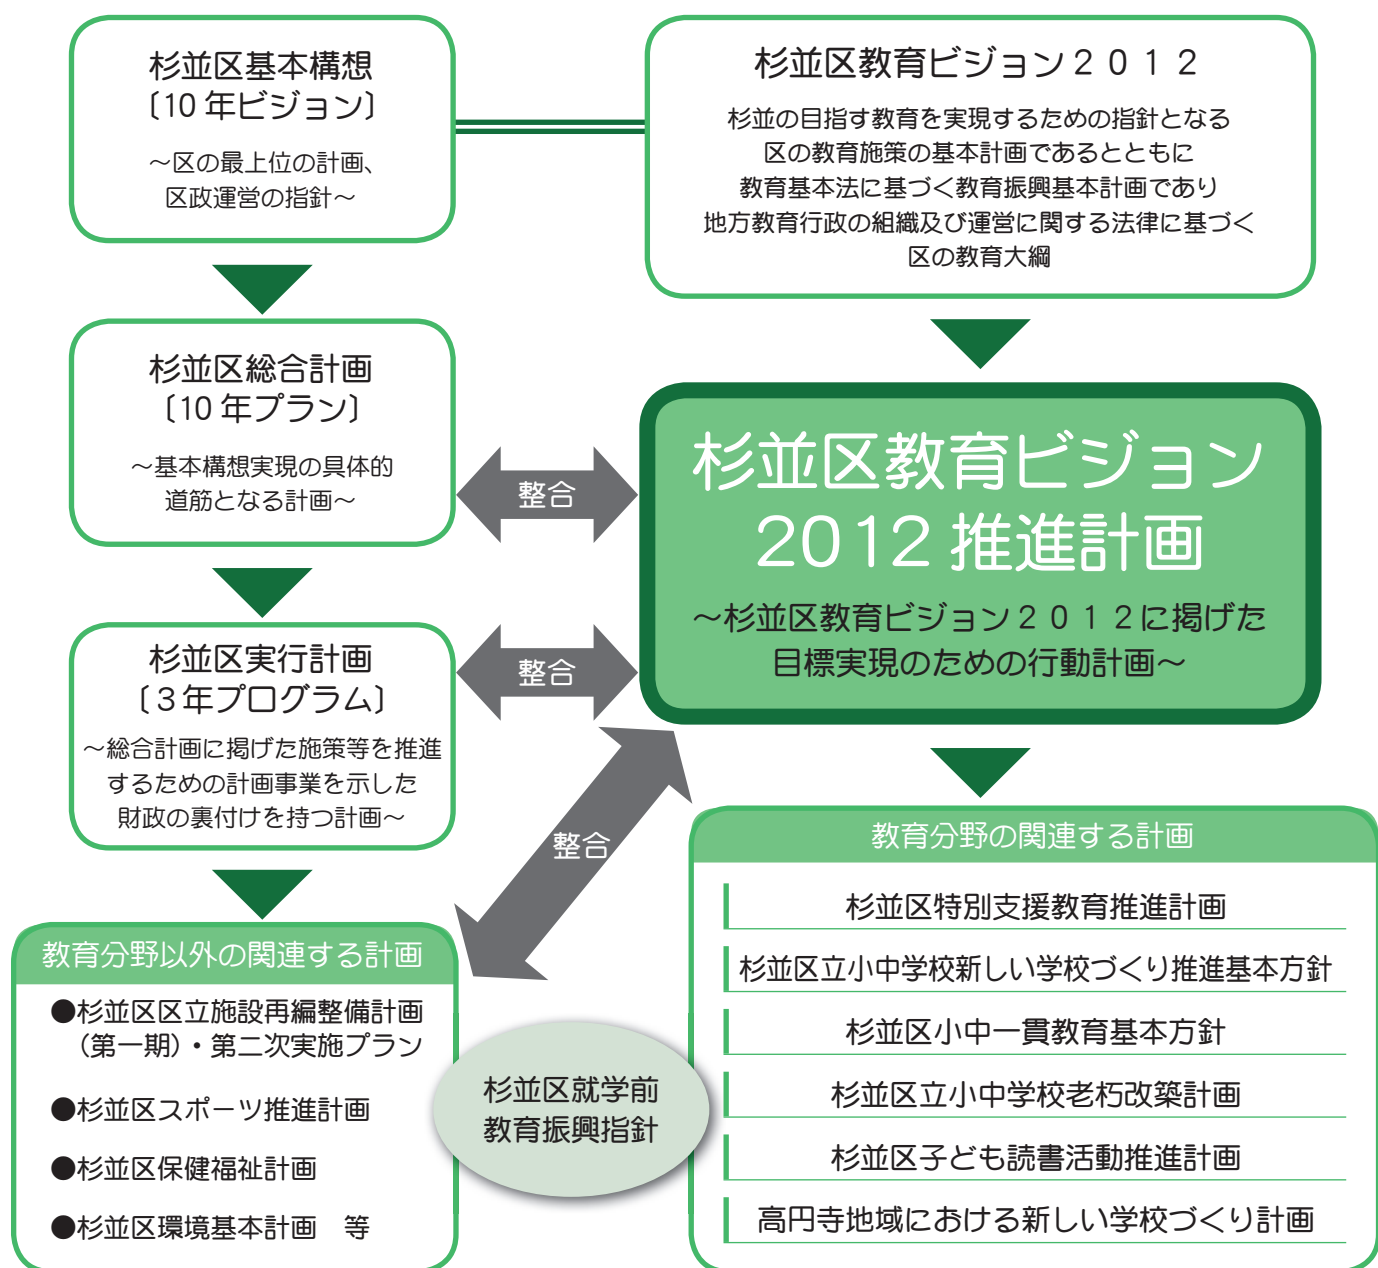 杉並区基本構想
〔10 年ビジョン〕
～区の最上位の計画、
区政運営の指針～
杉並区教育ビジョン２０１２
杉並の目指す教育を実現するための指針となる
区の教育施策の基本計画であるとともに
教育基本法に基づく教育振興基本計画であり
地方教育行政の組織及び運営に関する法律に基づく
区の教育大綱
杉並区総合計画
〔10 年プラン〕
～基本構想実現の具体的
道筋となる計画～
整合
杉並区教育ビジョン
2012 推進計画
～杉並区教育ビジョン２０１２に掲げた
目標実現のための行動計画～
杉並区実行計画
〔３年プログラム〕
～総合計画に掲げた施策等を推進
するための計画事業を示した
財政の裏付けを持つ計画～
整合
整合
教育分野以外の関連する計画
●杉並区区立施設再編整備計画
（第一期）・第二次実施プラン
●杉並区スポーツ推進計画
●杉並区保健福祉計画
●杉並区環境基本計画　等
杉並区就学前
教育振興指針
教育分野の関連する計画
杉並区特別支援教育推進計画
杉並区立小中学校新しい学校づくり推進基本方針
杉並区小中一貫教育基本方針
杉並区立小中学校老朽改築計画
杉並区子ども読書活動推進計画
高円寺地域における新しい学校づくり計画